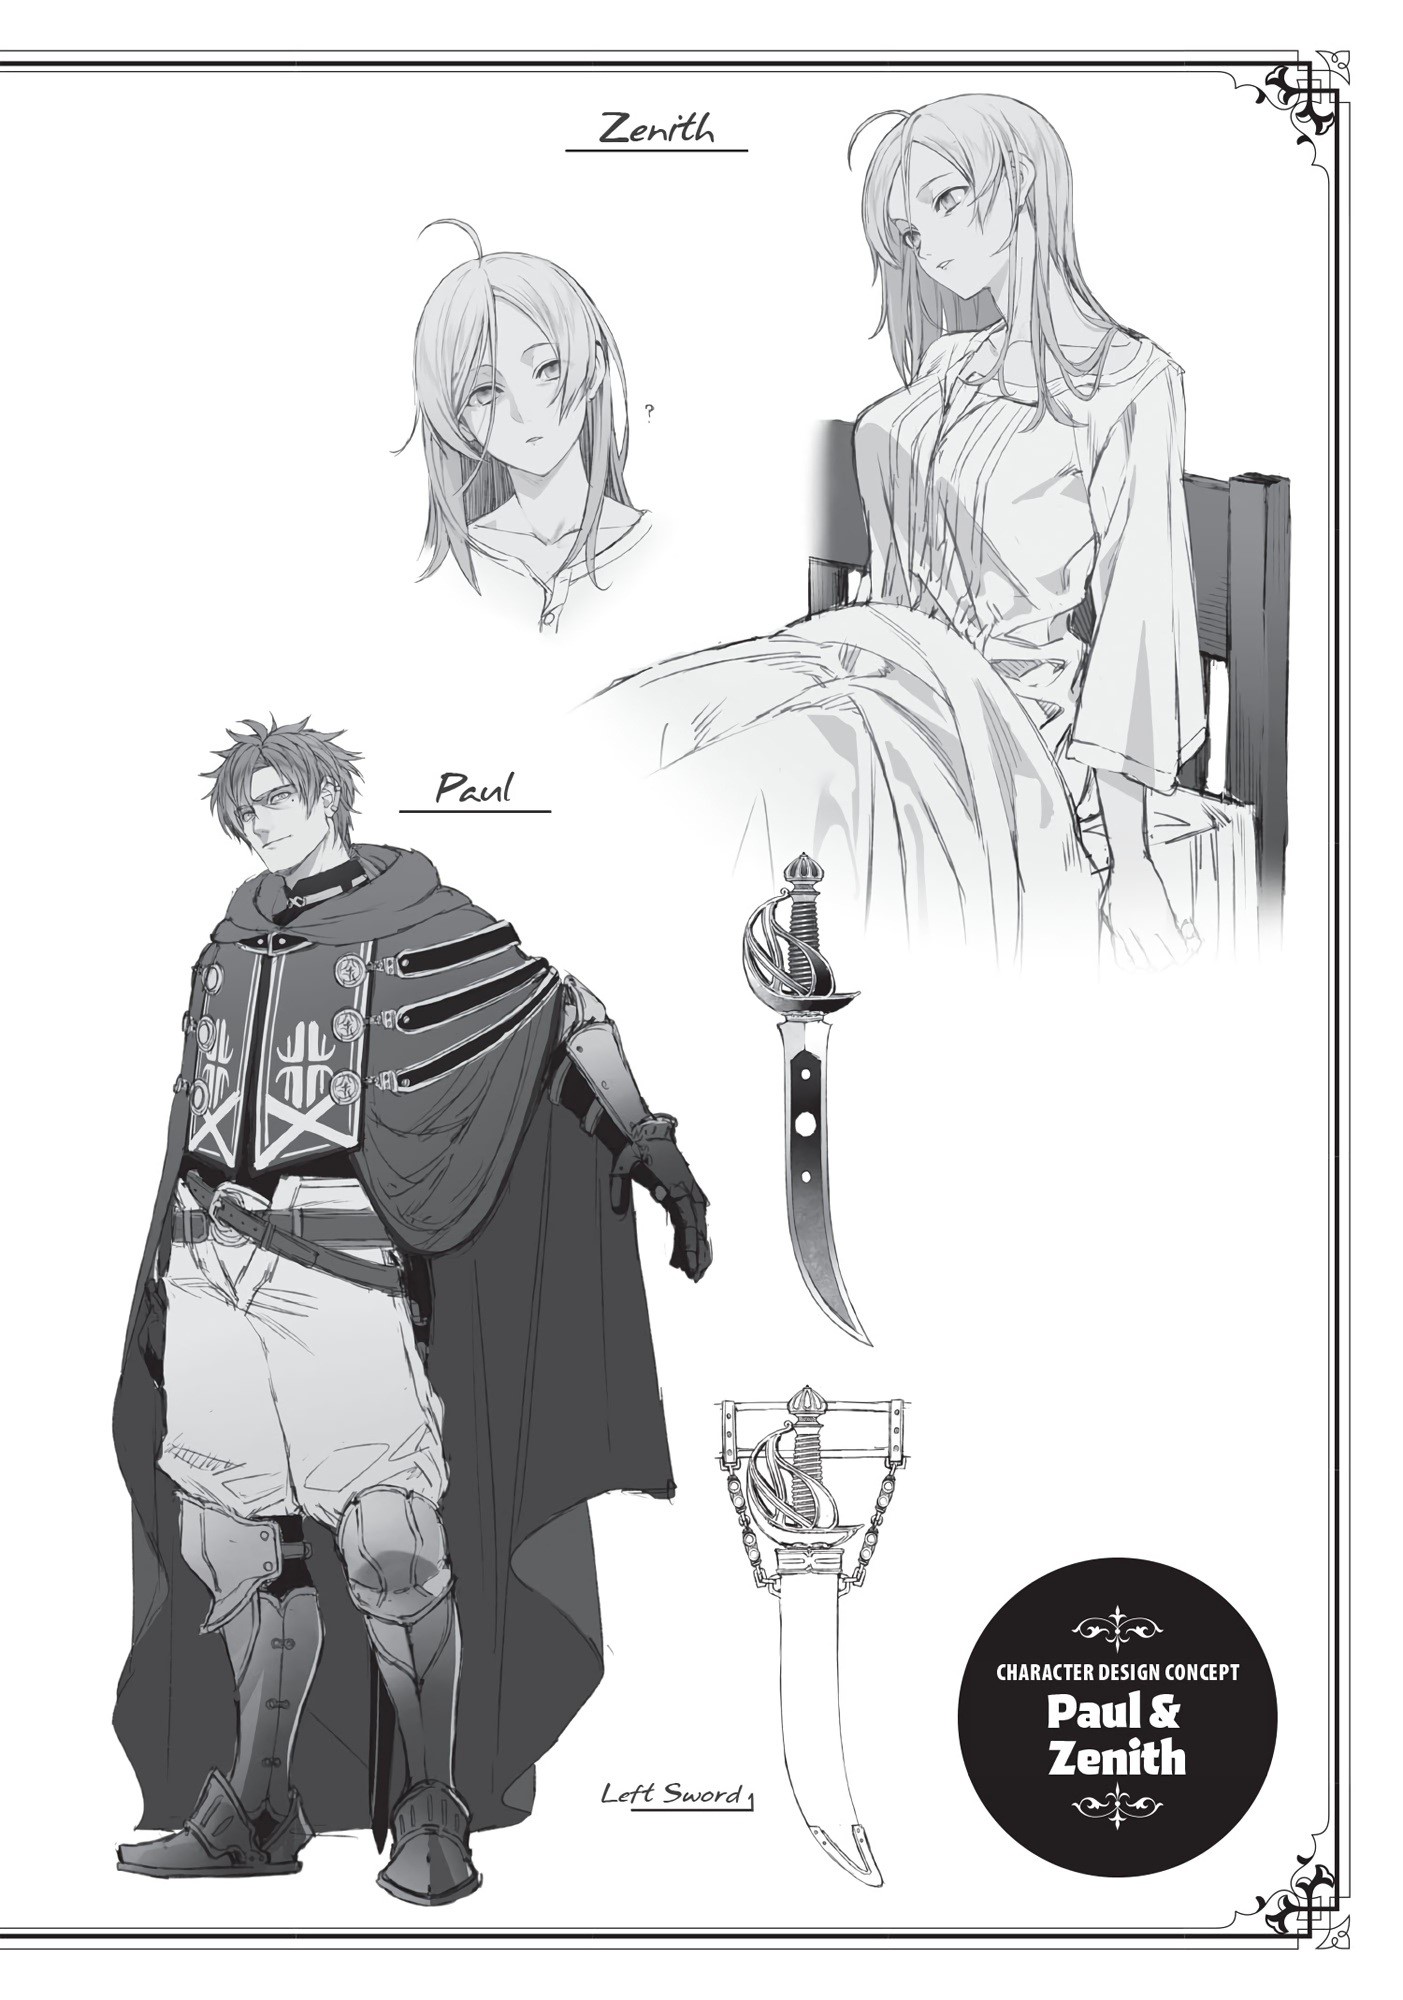 Zenith
?
Paul
Left Sword
CHARACTER DESIGN CONCEPT
Paul &
Zenith